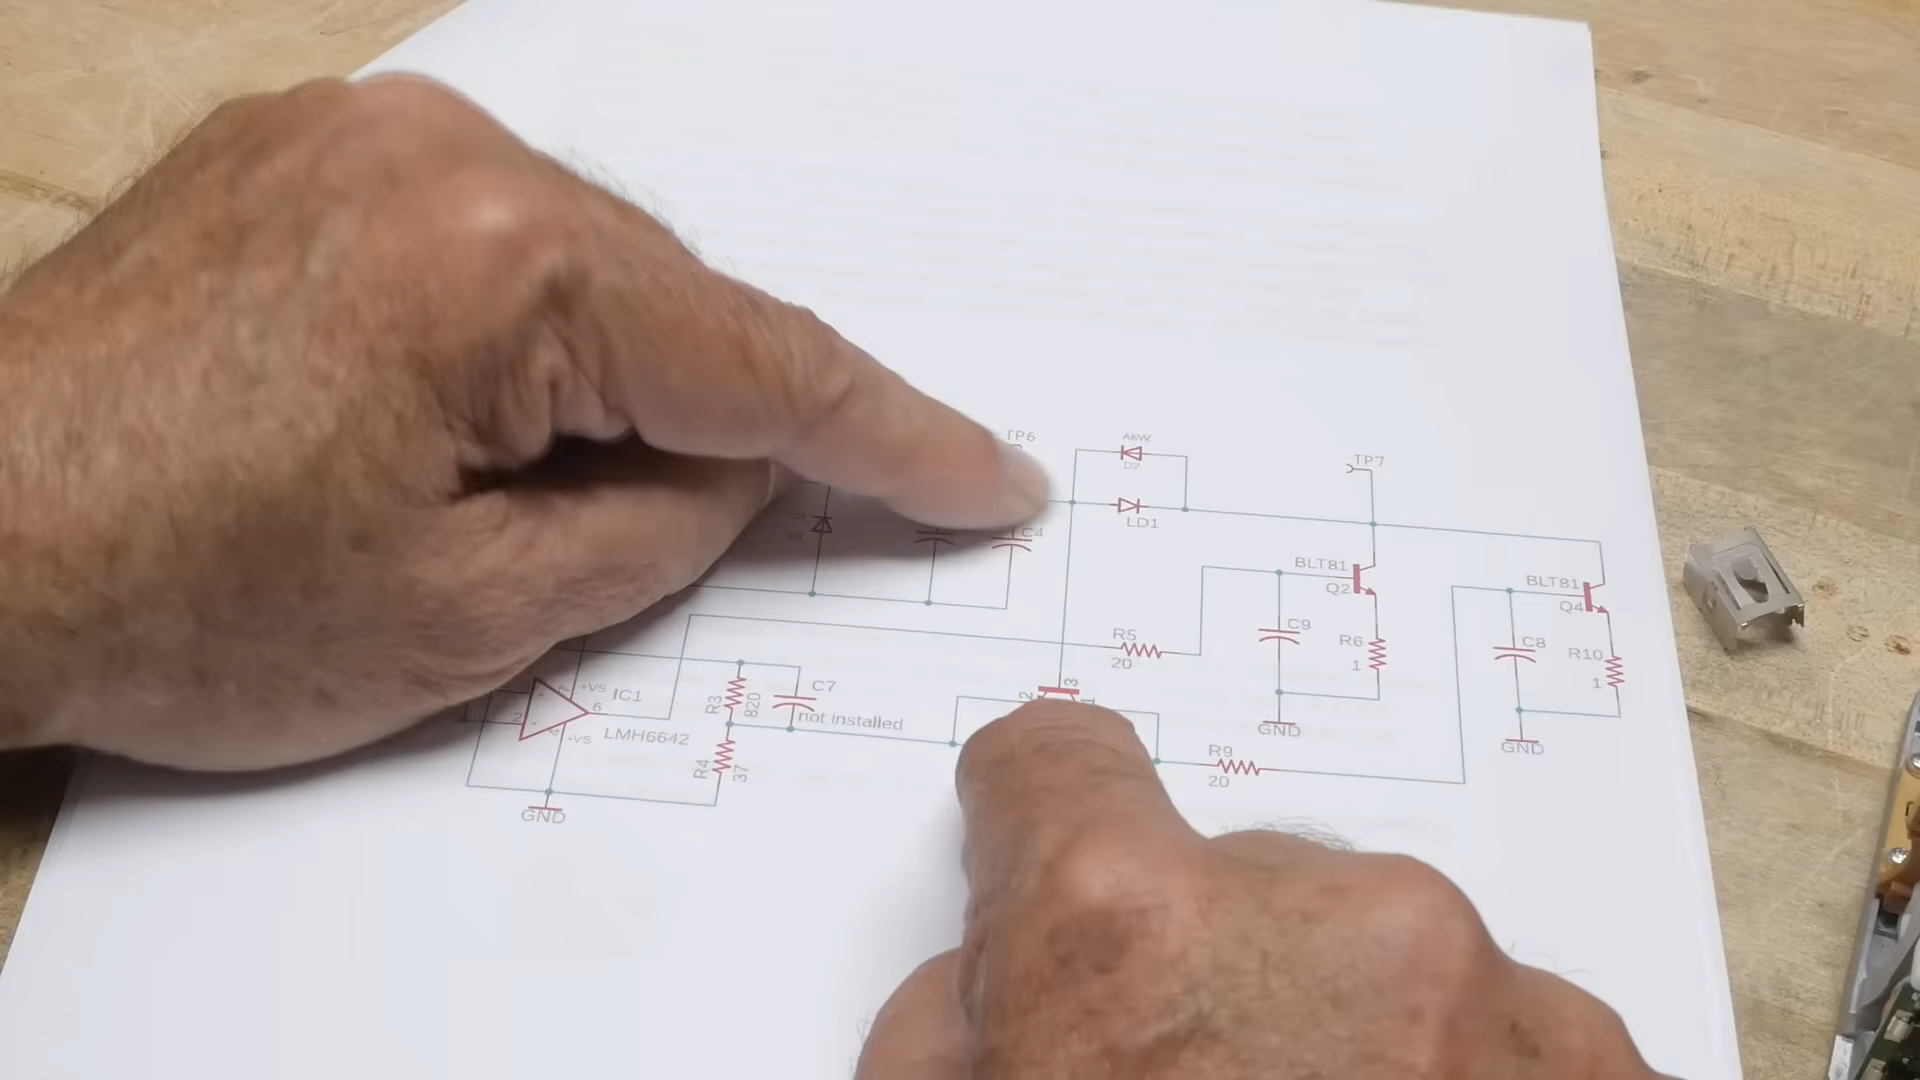 TP6
A6W
D2
LD1
TP7
C4
BLT81
Q2
BLT81
Q4
C9
R6
1
C8
R10
1
R5
20
GND
GND
3
2
1
+VS
IC1
6
2
-VS
LMH6642
R3
820
C7
not installed
R4
37
R9
20
GND